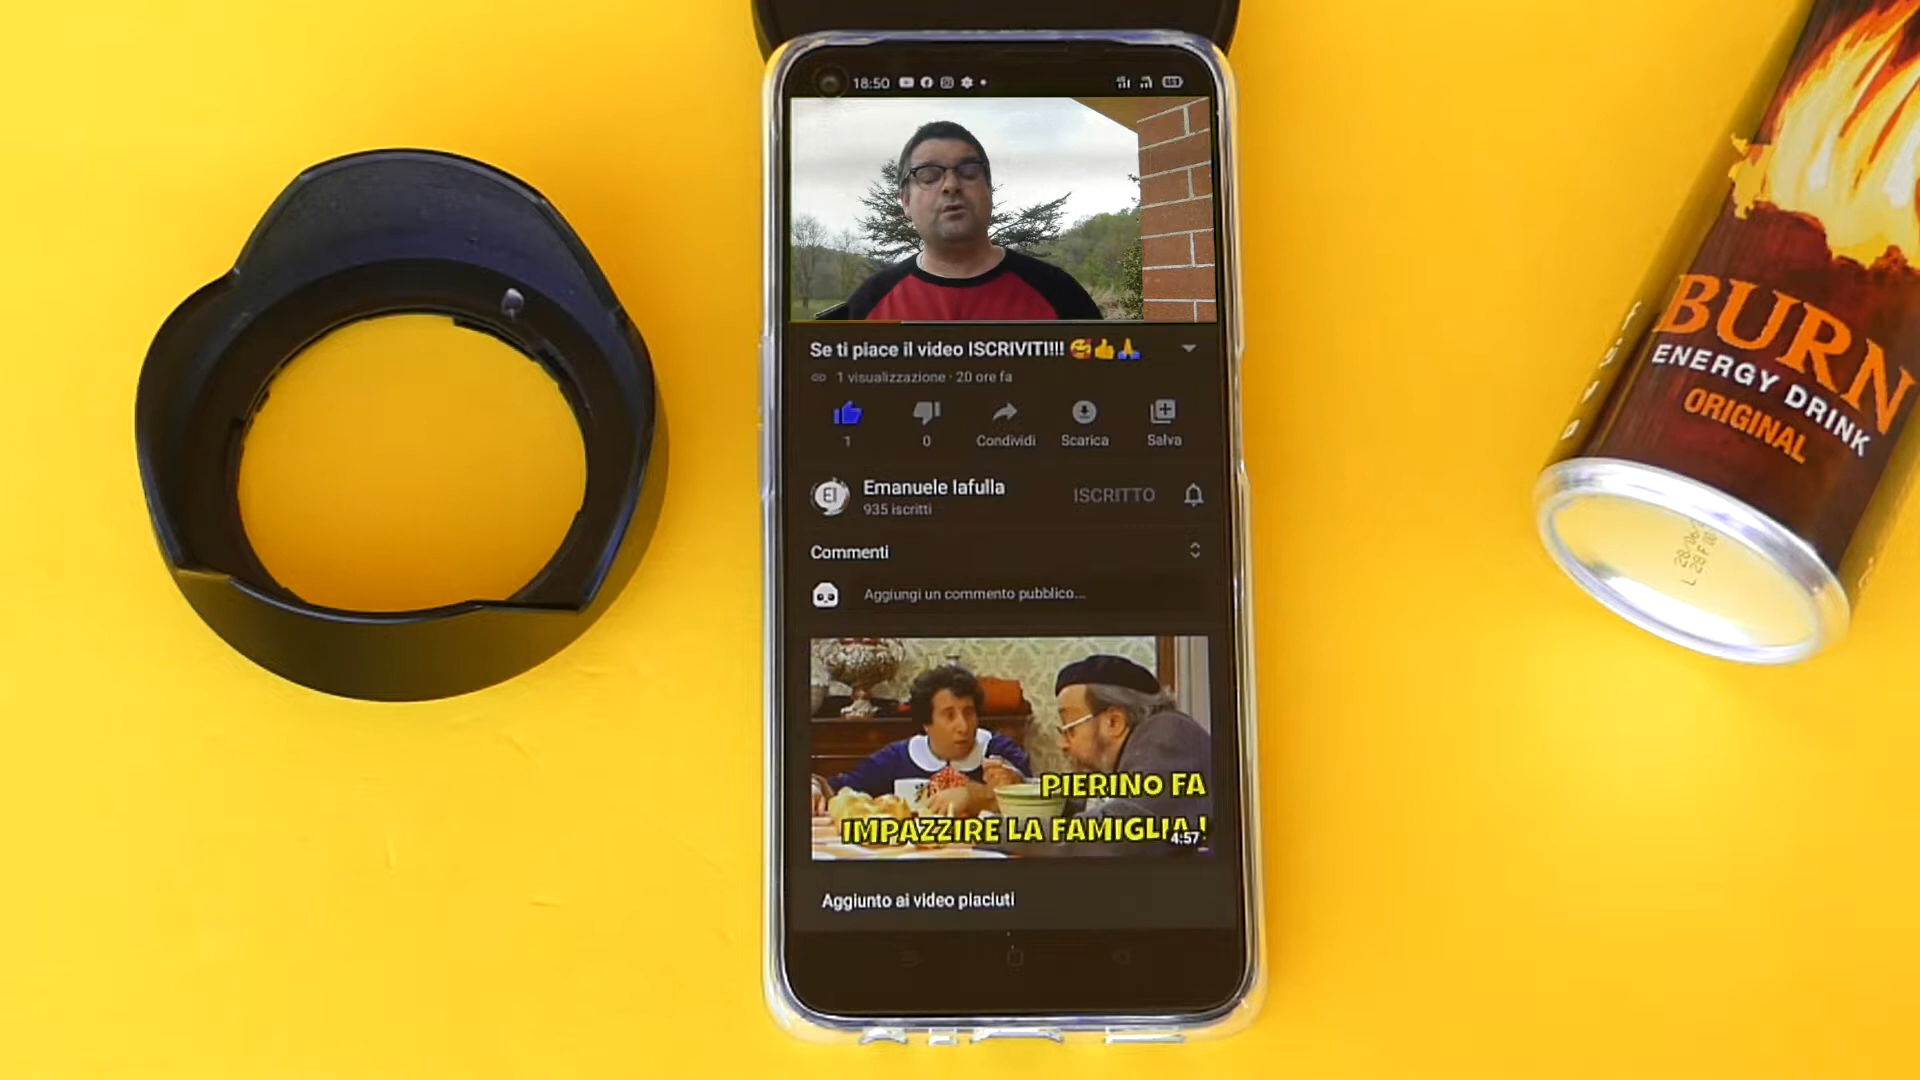 18:50
Se ti piace il video ISCRIVITI!!! 🥰👍🙏
1 visualizzazione · 20 ore fa
1
0
Condividi
Scarica
Salva
EI
Emanuele Iafulla
935 iscritti
ISCRITTO
Commenti
Aggiungi un commento pubblico...
PIERINO FA
IMPAZZIRE LA FAMIGLIA !
4:57
Aggiunto ai video piaciuti
BURN
ENERGY DRINK
ORIGINAL